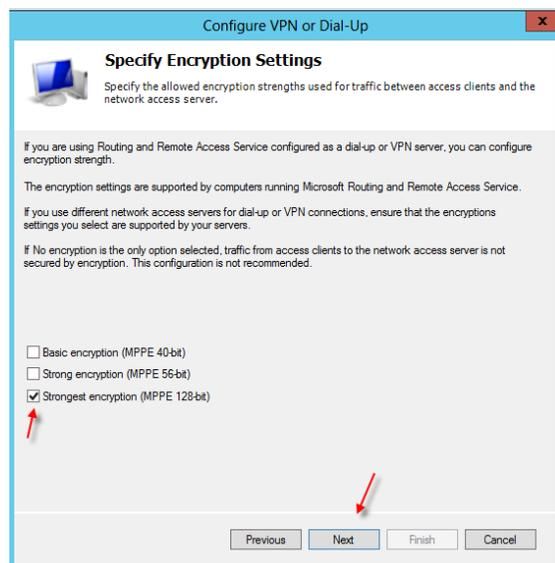 Configure VPN or Dial-Up
x
Specify Encryption Settings
Specify the allowed encryption strengths used for traffic between access clients and the
network access server.
If you are using Routing and Remote Access Service configured as a dial-up or VPN server, you can configure
encryption strength.
The encryption settings are supported by computers running Microsoft Routing and Remote Access Service.
If you use different network access servers for dial-up or VPN connections, ensure that the encryptions
settings you select are supported by your servers.
If No encryption is the only option selected, traffic from access clients to the network access server is not
secured by encryption. This configuration is not recommended.
Basic encryption (MPPE 40-bit)
Strong encryption (MPPE 56-bit)
Strongest encryption (MPPE 128-bit)
Previous Next Finish Cancel